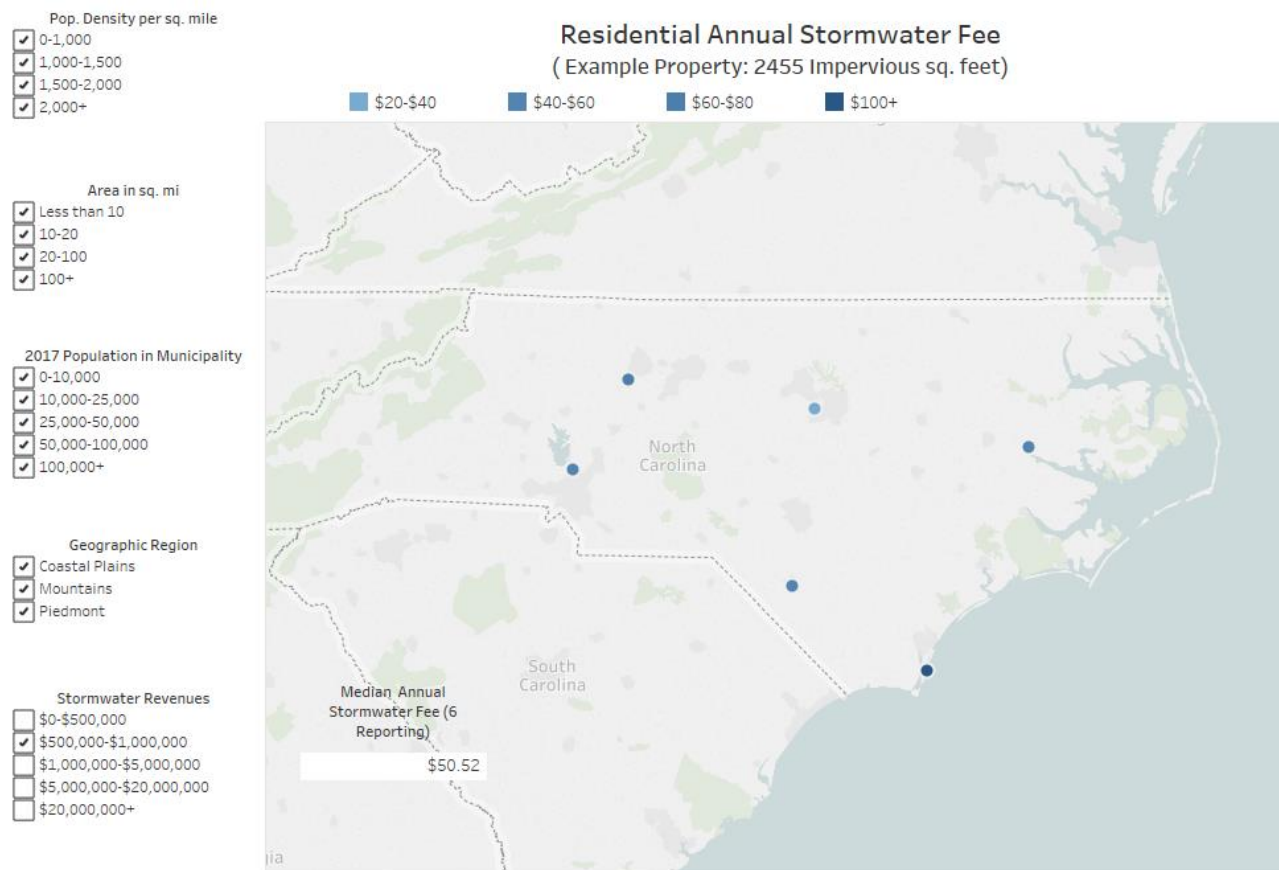 Pop. Density per sq. mile
0-1,000
1,000-1,500
1,500-2,000
2,000+
Area in sq. mi
Less than 10
10-20
20-100
100+
2017 Population in Municipality
0-10,000
10,000-25,000
25,000-50,000
50,000-100,000
100,000+
Geographic Region
Coastal Plains
Mountains
Piedmont
Stormwater Revenues
$0-$500,000
$500,000-$1,000,000
$1,000,000-$5,000,000
$5,000,000-$20,000,000
$20,000,000+
Residential Annual Stormwater Fee
( Example Property: 2455 Impervious sq. feet)
$20-$40
$40-$60
$60-$80
$100+
North
Carolina
South
Carolina
Median Annual
Stormwater Fee (6
Reporting)
$50.52